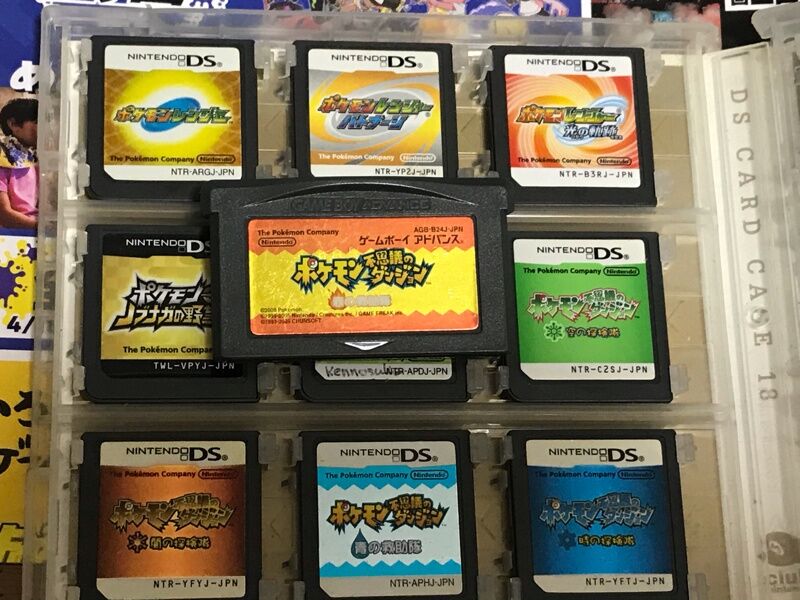 NINTENDO DS
ポケモンレンジャー
The Pokémon Company Nintendo
NTR-ARGJ-JPN
NINTENDO DS
ポケモンレンジャー
バトナージ
The Pokémon Company Nintendo
NTR-YP2J-JPN
NINTENDO DS
ポケモンレンジャー
光の軌跡
The Pokémon Company Nintendo
NTR-B3RJ-JPN
GAME BOY ADVANCE
The Pokémon Company
Nintendo
AGB-B24J-JPN
ゲームボーイ アドバンス
ポケモン不思議のダンジョン
赤の救助隊
©2005 Pokémon.
©1993-2005 CHUNSOFT
ポケモン
ノブナガの野望
The Pokémon Company
TWL-VPYJ-JPN
Kennosuke
NTR-APDJ-JPN
NINTENDO DS
The Pokémon Company Nintendo
ポケモン不思議のダンジョン
空の探検隊
NTR-C2SJ-JPN
NINTENDO DS
The Pokémon Company Nintendo
ポケモン不思議のダンジョン
闇の探検隊
NTR-YFYJ-JPN
NINTENDO DS
The Pokémon Company Nintendo
ポケモン不思議のダンジョン
青の救助隊
NTR-APHJ-JPN
NINTENDO DS
The Pokémon Company Nintendo
ポケモン不思議のダンジョン
時の探検隊
NTR-YFTJ-JPN
DS CARD CASE 18